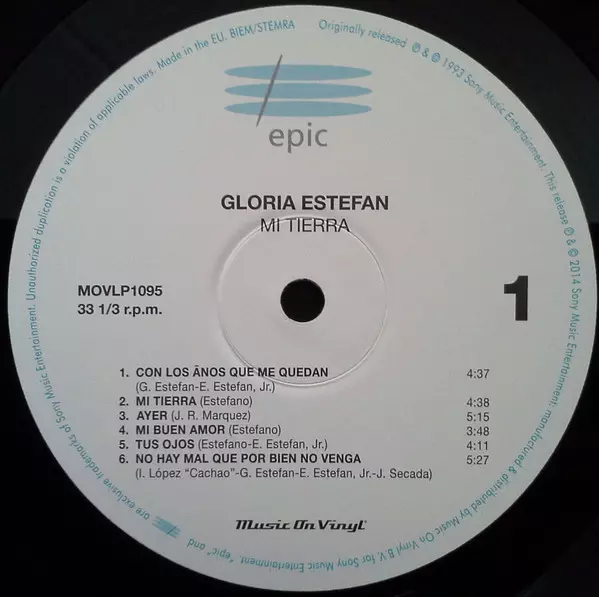 epic
GLORIA ESTEFAN
MI TIERRA
MOVLP1095
33 1/3 r.p.m.
1
1. CON LOS ÂNOS QUE ME QUEDAN 4:37
(G. Estefan-E. Estefan, Jr.)
2. MI TIERRA (Estefano) 4:38
3. AYER (J. R. Marquez) 5:15
4. MI BUEN AMOR (Estefano) 3:48
5. TUS OJOS (Estefano-E. Estefan, Jr.) 4:11
6. NO HAY MAL QUE POR BIEN NO VENGA 5:27
(I. López "Cachao"-G. Estefan-E. Estefan, Jr.-J. Secada)
Music On Vinyl
Originally released ℗ & © 1993 Sony Music Entertainment. This release ℗ & © 2014 Sony Music Entertainment. manufactured & distributed by Music On Vinyl B.V. for Sony Music Entertainment. "epic" and are exclusive trademarks of Sony Music Entertainment. Unauthorized duplication is a violation of applicable laws. Made in the EU. BIEM/STEMRA